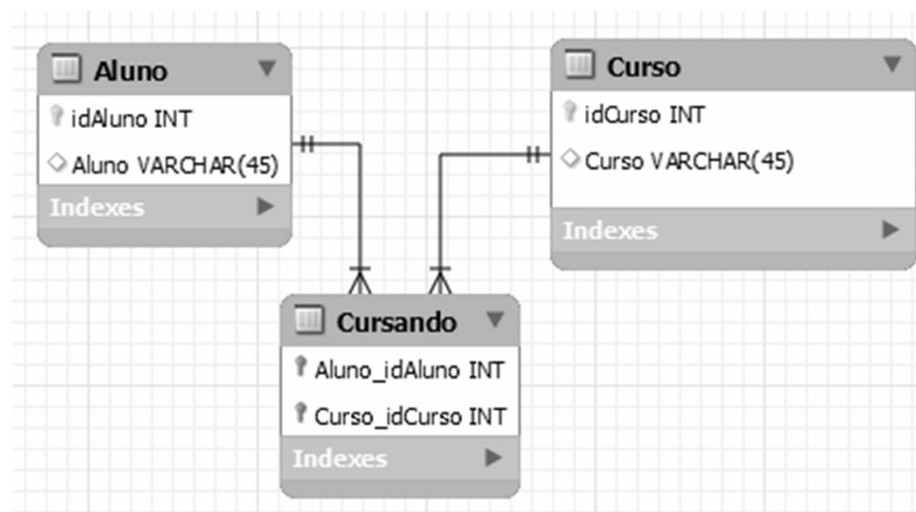 Aluno
idAluno INT
Aluno VARCHAR(45)
Indexes
Curso
idCurso INT
Curso VARCHAR(45)
Indexes
Cursando
Aluno_idAluno INT
Curso_idCurso INT
Indexes